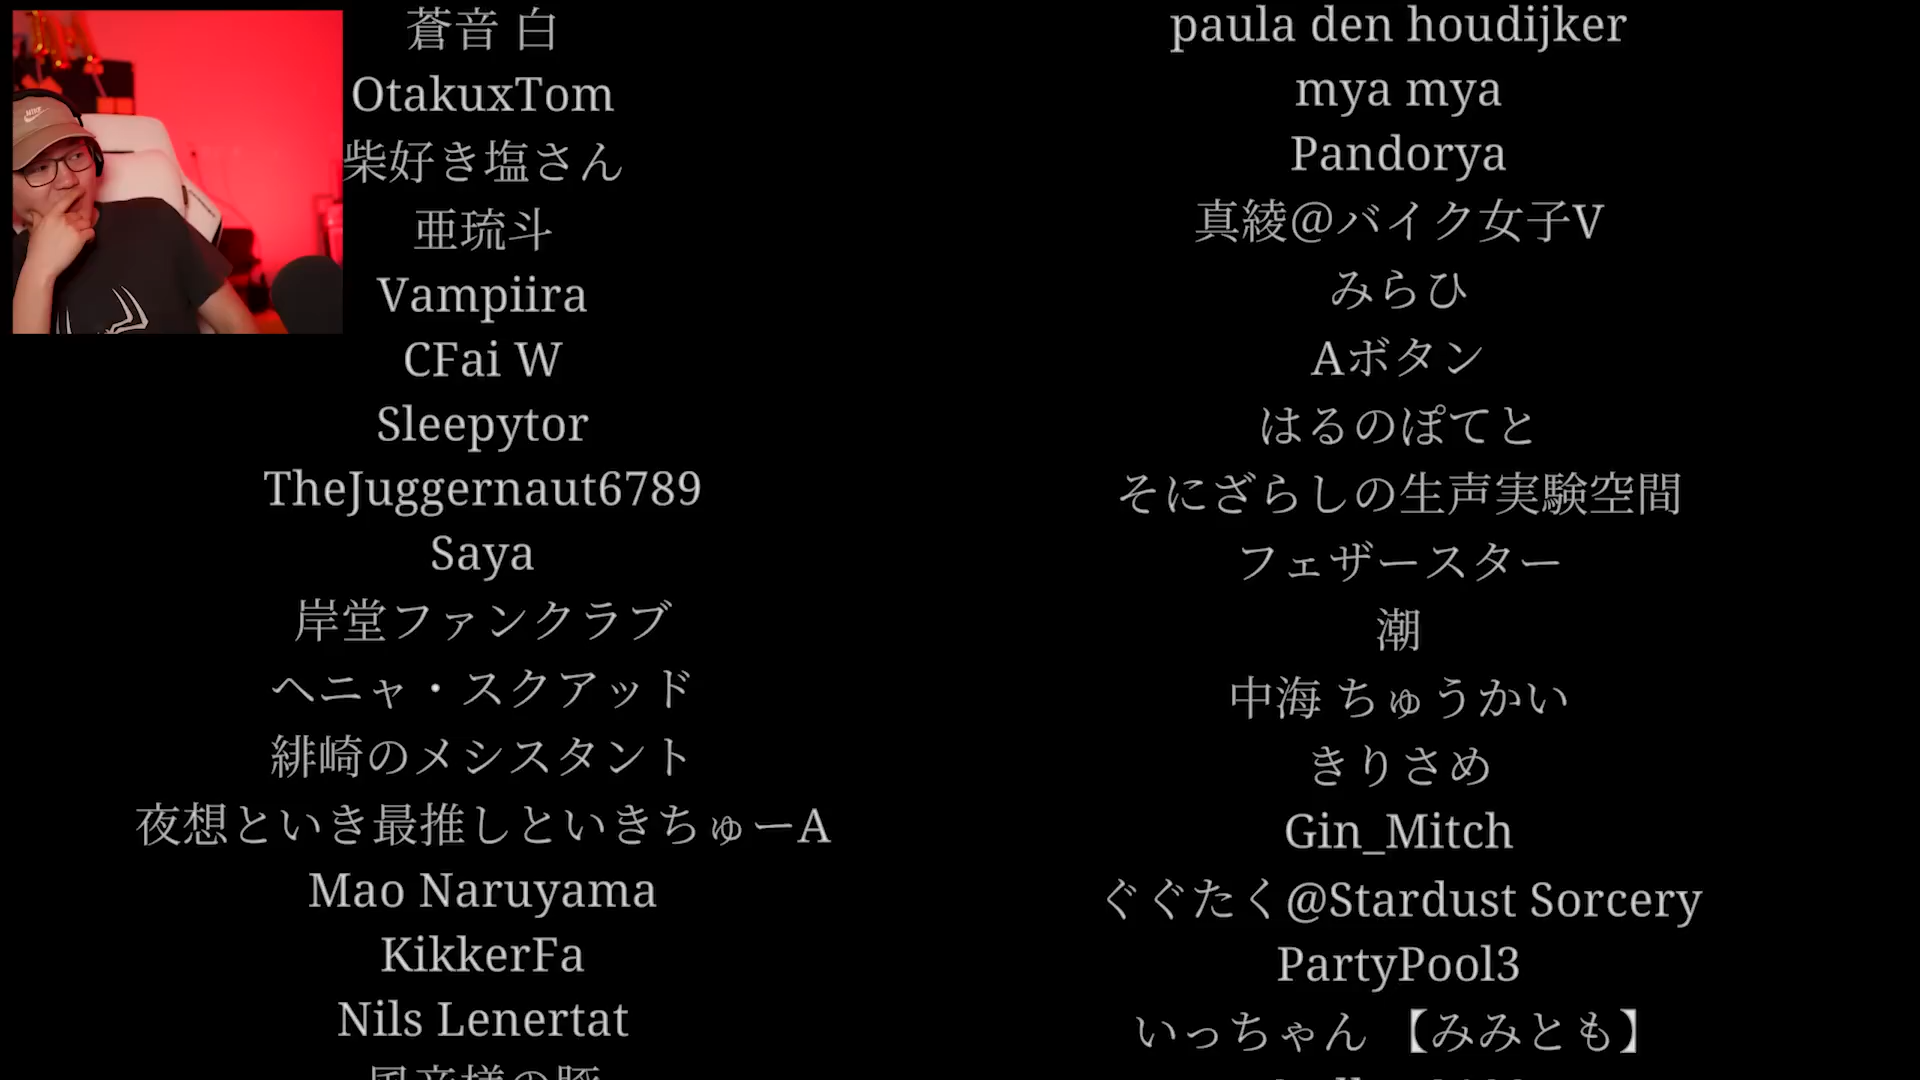 蒼音 白
OtakuxTom
柴好き塩さん
亜琉斗
Vampiira
CFai W
Sleepytor
TheJuggernaut6789
Saya
岸堂ファンクラブ
ヘニャ・スクアッド
緋崎のメシスタント
夜想といき最推しといきちゅーA
Mao Naruyama
KikkerFa
Nils Lenertat
paula den houdijker
mya mya
Pandorya
真綾@バイク女子V
みらひ
Aボタン
はるのぽてと
そにざらしの生声実験空間
フェザースター
潮
中海 ちゅうかい
きりさめ
Gin_Mitch
ぐぐたく@Stardust Sorcery
PartyPool3
いっちゃん 【みみとも】